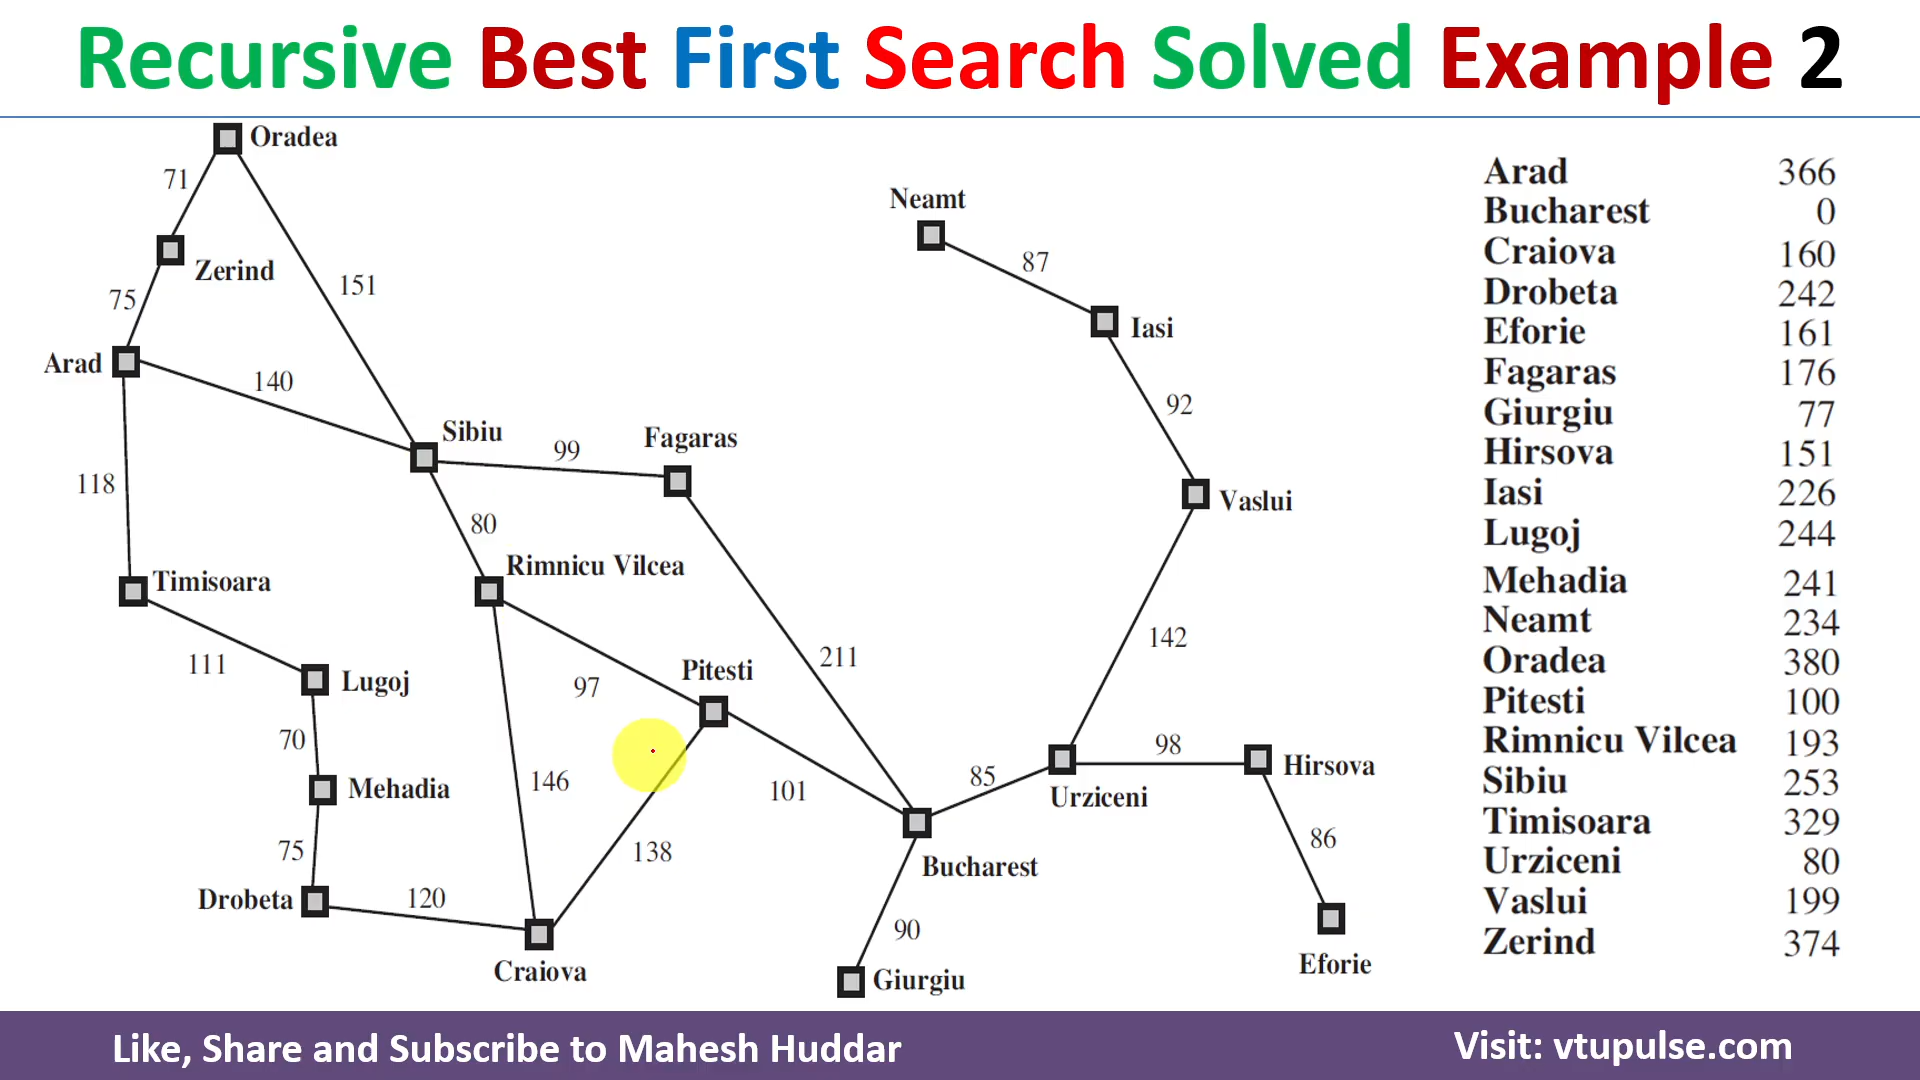 Recursive Best First Search Solved Example 2
Oradea
71
Zerind
151
75
Arad
140
118
Sibiu
99
Fagaras
80
Rimnicu Vilcea
Timisoara
111
Lugoj
97
Pitesti
211
70
Mehadia
146
101
75
138
Drobeta
120
Craiova
Bucharest
90
Giurgiu
Neamt
87
Iasi
92
Vaslui
142
85
Urziceni
98
Hirsova
86
Eforie
Arad 366
Bucharest 0
Craiova 160
Drobeta 242
Eforie 161
Fagaras 176
Giurgiu 77
Hirsova 151
Iasi 226
Lugoj 244
Mehadia 241
Neamt 234
Oradea 380
Pitesti 100
Rimnicu Vilcea 193
Sibiu 253
Timisoara 329
Urziceni 80
Vaslui 199
Zerind 374
Like, Share and Subscribe to Mahesh Huddar
Visit: vtupulse.com